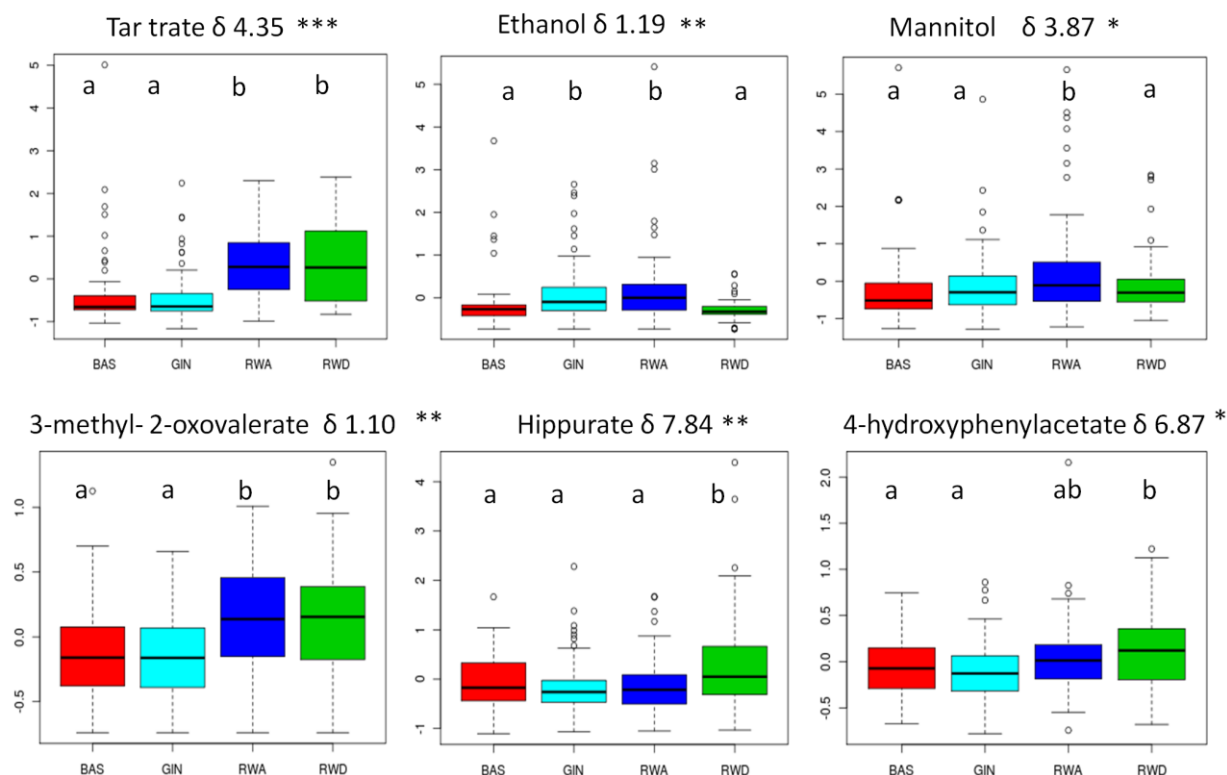 Tar trate δ 4.35 ***
5
4
3
2
1
0
-1
a a b b
BAS GIN RWA RWD
Ethanol δ 1.19 **
5
4
3
2
1
0
a b b a
BAS GIN RWA RWD
Mannitol δ 3.87 *
5
4
3
2
1
0
-1
a a b a
BAS GIN RWA RWD
3-methyl- 2-oxovalerate δ 1.10 **
1.0
0.5
0.0
-0.5
a a b b
BAS GIN RWA RWD
Hippurate δ 7.84 **
4
3
2
1
0
-1
a a a b
BAS GIN RWA RWD
4-hydroxyphenylacetate δ 6.87 *
2.0
1.5
1.0
0.5
0.0
-0.5
a a ab b
BAS GIN RWA RWD